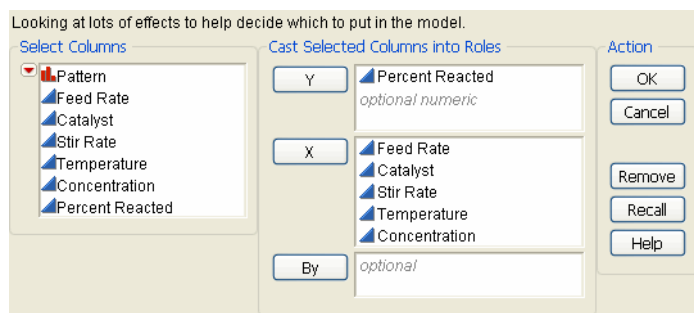 Looking at lots of effects to help decide which to put in the model.
Select Columns
Pattern
Feed Rate
Catalyst
Stir Rate
Temperature
Concentration
Percent Reacted
Cast Selected Columns into Roles
Y
Percent Reacted
optional numeric
X
Feed Rate
Catalyst
Stir Rate
Temperature
Concentration
By
optional
Action
OK
Cancel
Remove
Recall
Help